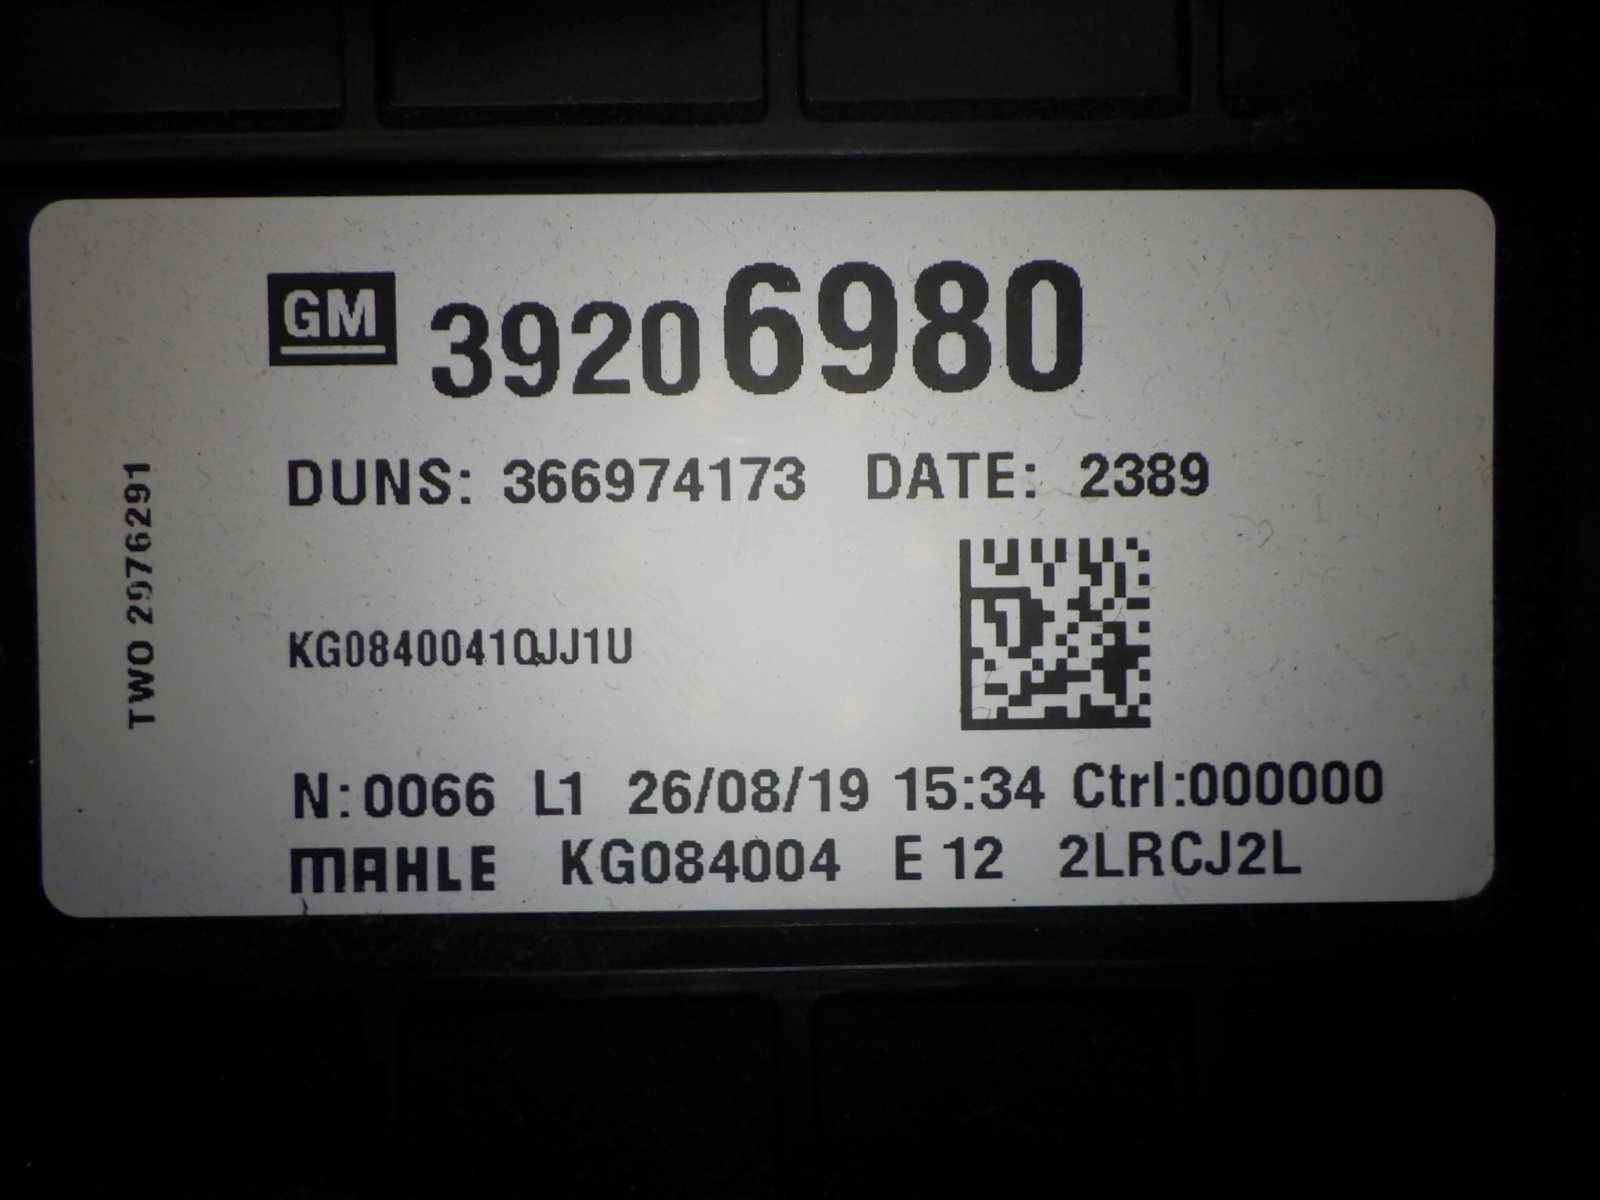 GM 39206980
DUNS: 366974173 DATE: 2389
KG0840041QJJ1U
N:0066 L1 26/08/19 15:34 Ctrl:000000
MAHLE KG084004 E 12 2LRCJ2L
TWO 2976291